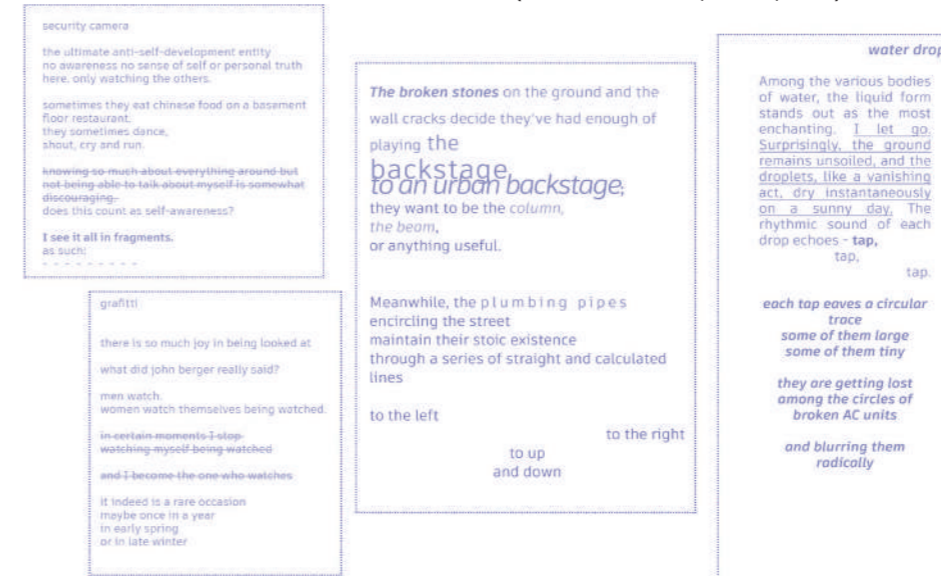 security camera
the ultimate anti-self-development entity
no awareness no sense of self or personal truth
here. only watching the others.
sometimes they eat chinese food on a basement
floor restaurant.
they sometimes dance,
shout, cry and run.
knowing so much about everything around but
not being able to talk about myself is somewhat
discouraging.
does this count as self-awareness?
I see it all in fragments.
as such:
- - - - - - - - -
grafitti
there is so much joy in being looked at
what did john berger really said?
men watch.
women watch themselves being watched.
in certain moments I stop
watching myself being watched
and I become the one who watches
it indeed is a rare occasion
maybe once in a year
in early spring
or in late winter
The broken stones on the ground and the
wall cracks decide they've had enough of
playing the
backstage
to an urban backstage,
they want to be the column,
the beam,
or anything useful.
Meanwhile, the plumbing pipes
encircling the street
maintain their stoic existence
through a series of straight and calculated
lines
to the left
to the right
to up
and down
water drop
Among the various bodies
of water, the liquid form
stands out as the most
enchanting. I let go.
Surprisingly, the ground
remains unsoiled, and the
droplets, like a vanishing
act, dry instantaneously
on a sunny day. The
rhythmic sound of each
drop echoes - tap,
tap,
tap.
each tap eaves a circular
trace
some of them large
some of them tiny
they are getting lost
among the circles of
broken AC units
and blurring them
radically